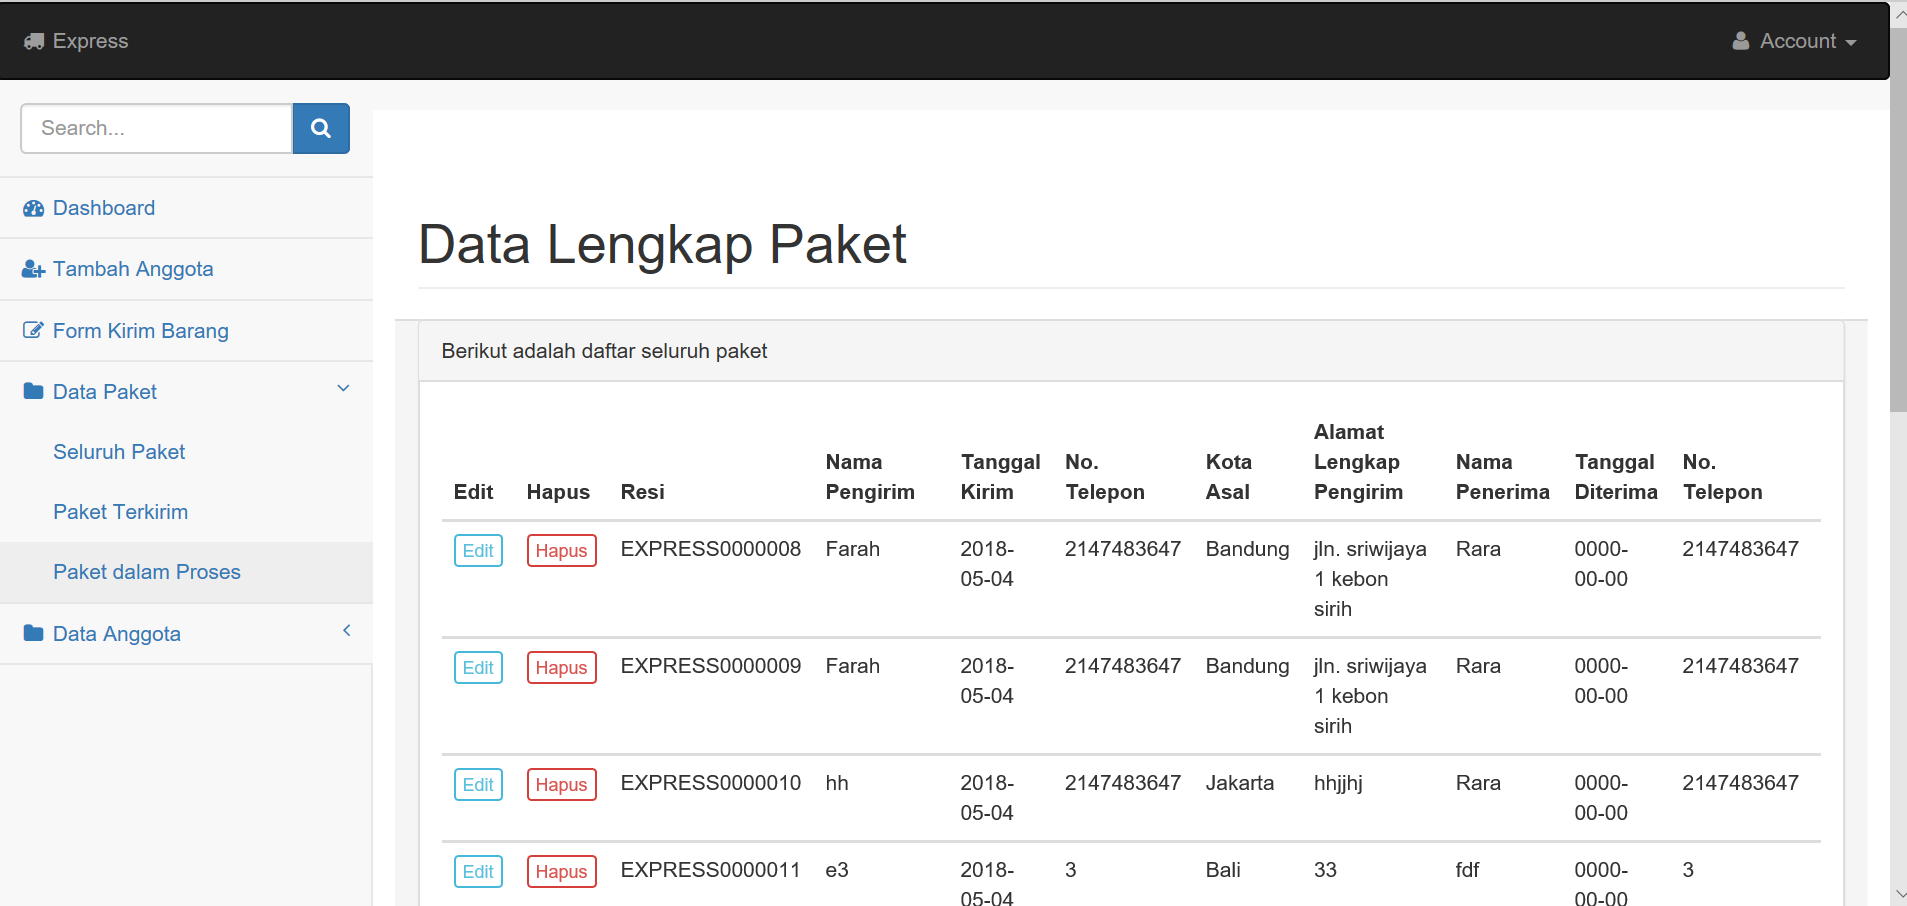 Express
Account
Search...
Dashboard
Tambah Anggota
Form Kirim Barang
Data Paket
Seluruh Paket
Paket Terkirim
Paket dalam Proses
Data Anggota
Data Lengkap Paket
Berikut adalah daftar seluruh paket
Edit
Hapus
Resi
Nama
Pengirim
Tanggal
Kirim
No.
Telepon
Kota
Asal
Alamat
Lengkap
Pengirim
Nama
Penerima
Tanggal
Diterima
No.
Telepon
Edit
Hapus
EXPRESS0000008
Farah
2018-
05-04
2147483647
Bandung
jln. sriwijaya
1 kebon
sirih
Rara
0000-
00-00
2147483647
Edit
Hapus
EXPRESS0000009
Farah
2018-
05-04
2147483647
Bandung
jln. sriwijaya
1 kebon
sirih
Rara
0000-
00-00
2147483647
Edit
Hapus
EXPRESS0000010
hh
2018-
05-04
2147483647
Jakarta
hhjjhj
Rara
0000-
00-00
2147483647
Edit
Hapus
EXPRESS0000011
e3
2018-
05-04
3
Bali
33
fdf
0000-
00-00
3